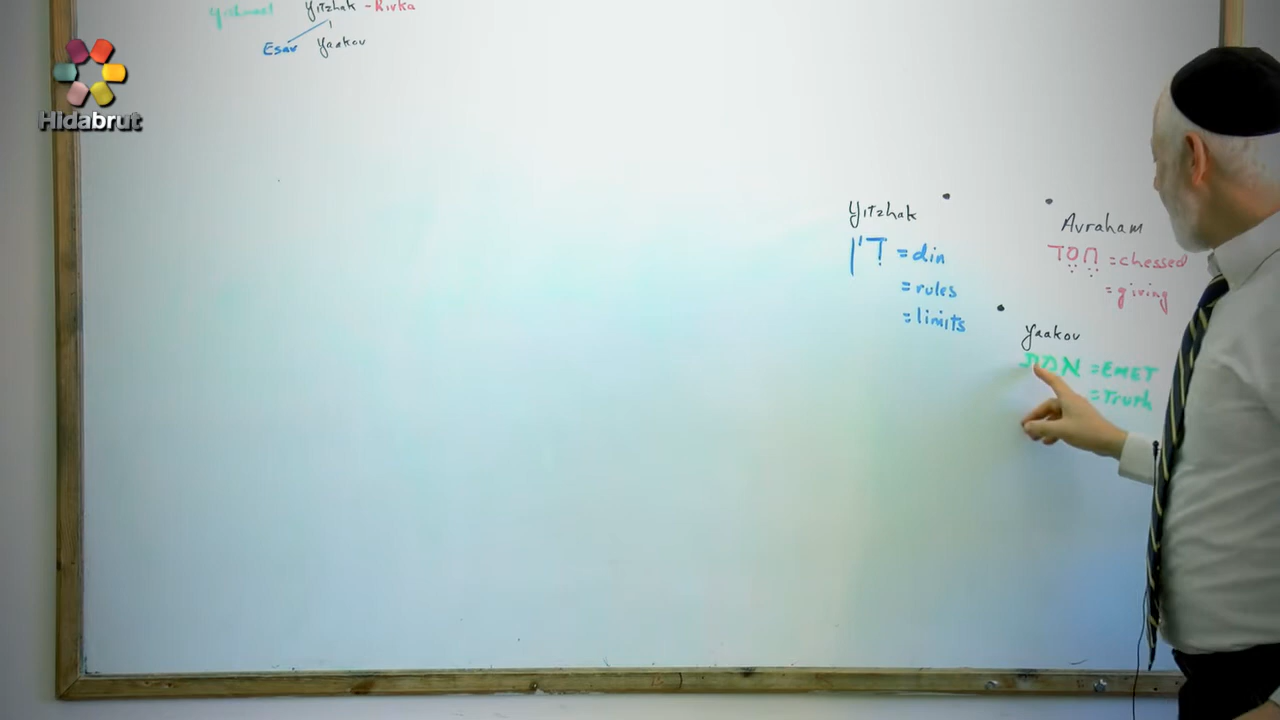 Yishmael Yitzhak - Rivka
Esav Yaakov
Hidabrut
Yitzhak
דין = din
= rules
= limits
Avraham
חסד = chessed
= giving
Yaakov
אמת = EMET
= Truth